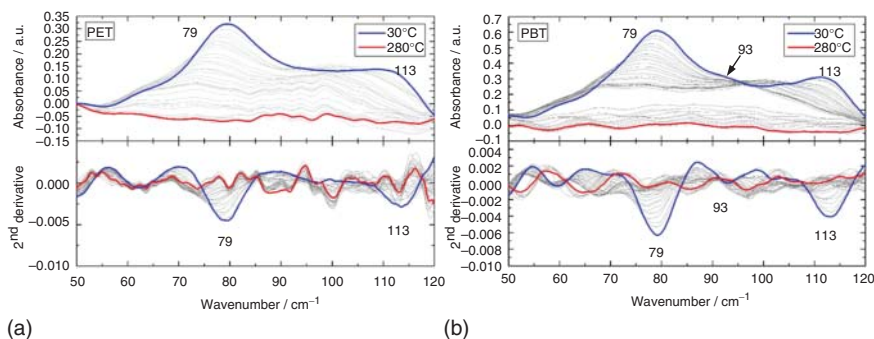 PET
30°C
280°C
79
113
Absorbance / a.u.
0.35
0.30
0.25
0.20
0.15
0.10
0.05
0.00
−0.05
−0.10
−0.15
2nd derivative
0.000
−0.005
−0.010
79
113
50 60 70 80 90 100 110 120
Wavenumber / cm−1
(a)
PBT
30°C
280°C
79
93
113
Absorbance / a.u.
0.7
0.6
0.5
0.4
0.3
0.2
0.1
0.0
−0.1
2nd derivative
0.004
0.002
0.000
−0.002
−0.004
−0.006
−0.008
−0.010
79
93
113
50 60 70 80 90 100 110 120
Wavenumber / cm−1
(b)